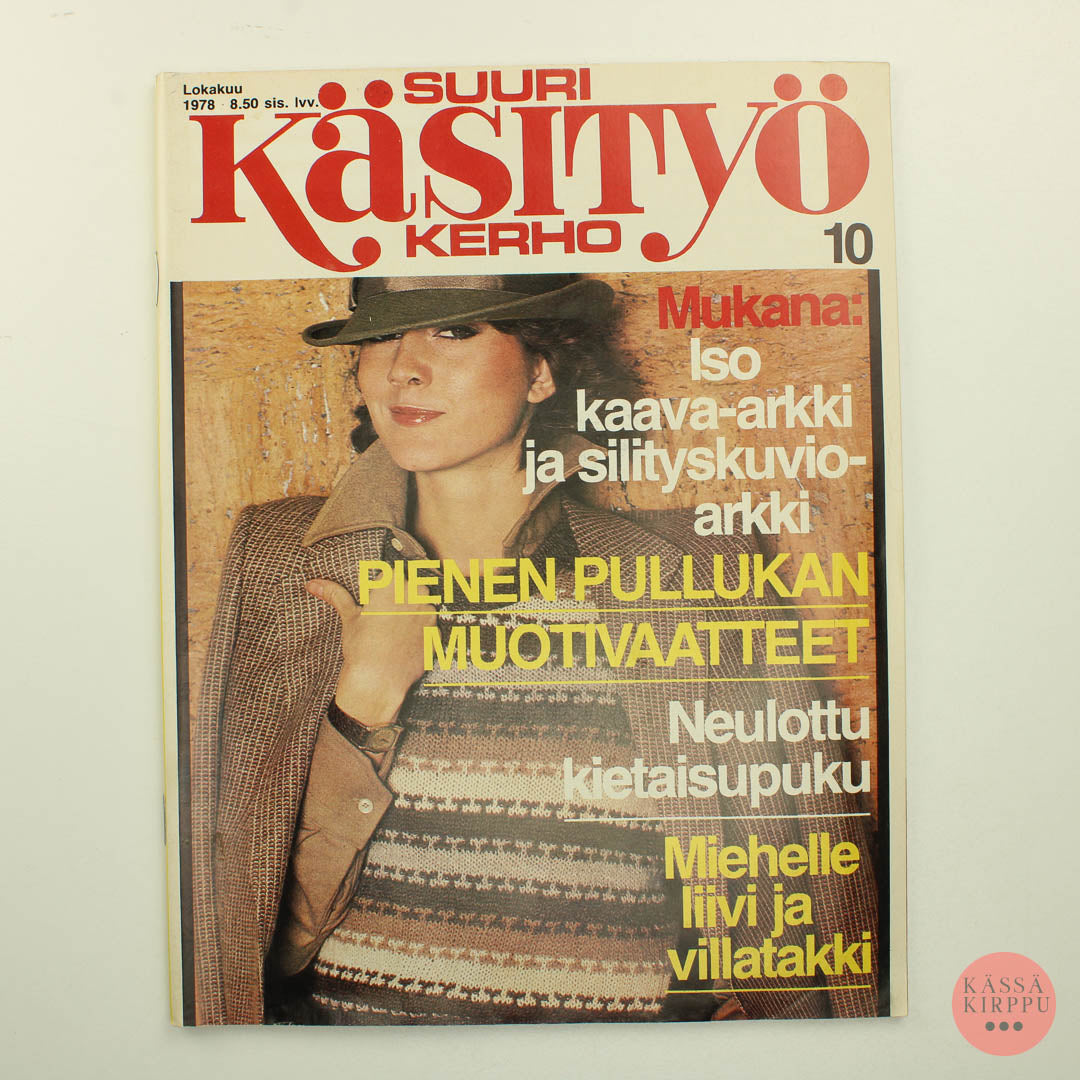 Lokakuu
1978 8.50 sis. lvv.
SUURI
KÄSITYÖ
KERHO
10
Mukana:
Iso
kaava-arkki
ja silityskuvio-
arkki
PIENEN PULLUKAN
MUOTIVAATTEET
Neulottu
kietaisupuku
Miehelle
liivi ja
villatakki
KÄSSÄ
KIRPPU